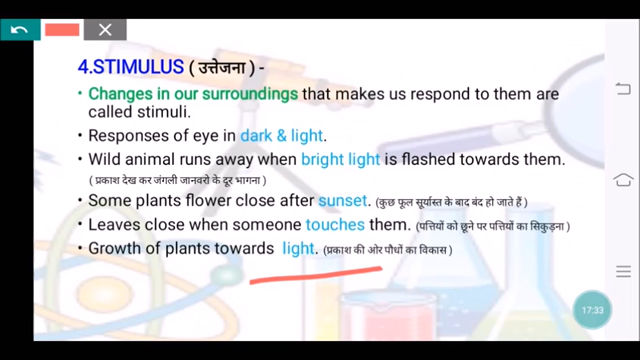 4.STIMULUS ( उत्तेजना ) -
• Changes in our surroundings that makes us respond to them are
called stimuli.
• Responses of eye in dark & light.
• Wild animal runs away when bright light is flashed towards them.
( प्रकाश देख कर जंगली जानवरो के दूर भागना )
• Some plants flower close after sunset. (कुछ फूल सूर्यास्त के बाद बंद हो जाते हैं )
• Leaves close when someone touches them. (पत्तियों को छूने पर पत्तियों का सिकुड़ना )
• Growth of plants towards light. (प्रकाश की ओर पौधों का विकास )
17:33